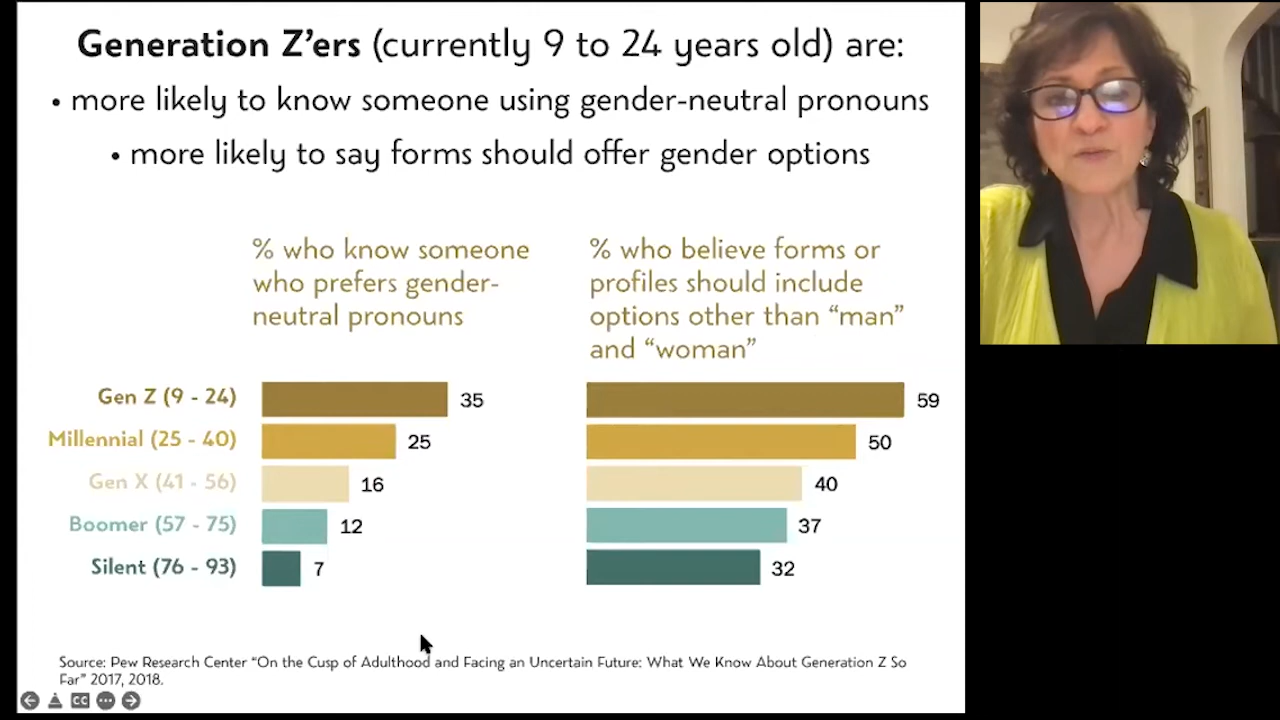 Generation Z’ers (currently 9 to 24 years old) are:
• more likely to know someone using gender-neutral pronouns
• more likely to say forms should offer gender options
% who know someone
who prefers gender-
neutral pronouns
% who believe forms or
profiles should include
options other than “man”
and “woman”
Gen Z (9 - 24) 35 59
Millennial (25 - 40) 25 50
Gen X (41 - 56) 16 40
Boomer (57 - 75) 12 37
Silent (76 - 93) 7 32
Source: Pew Research Center “On the Cusp of Adulthood and Facing an Uncertain Future: What We Know About Generation Z So
Far” 2017, 2018.
CC